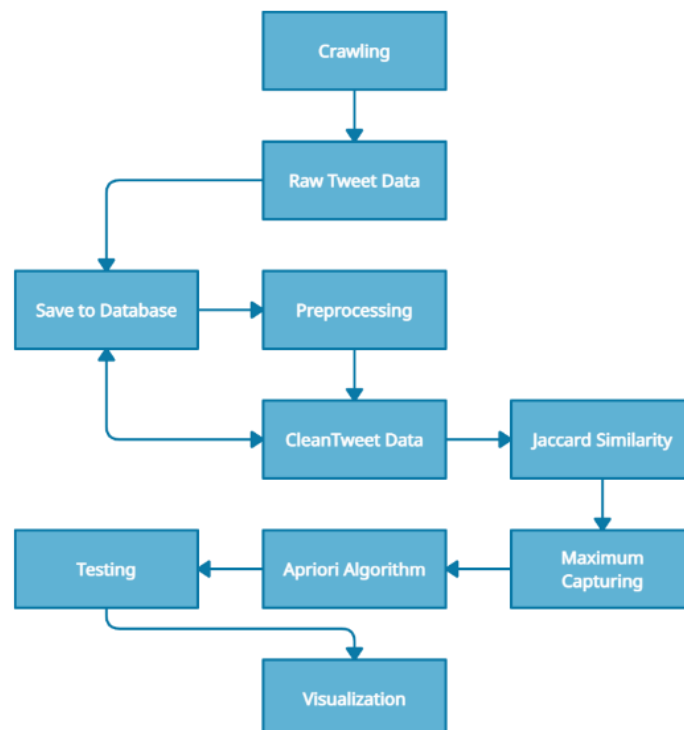 Crawling
Raw Tweet Data
Save to Database
Preprocessing
CleanTweet Data
Jaccard Similarity
Testing
Apriori Algorithm
Maximum
Capturing
Visualization